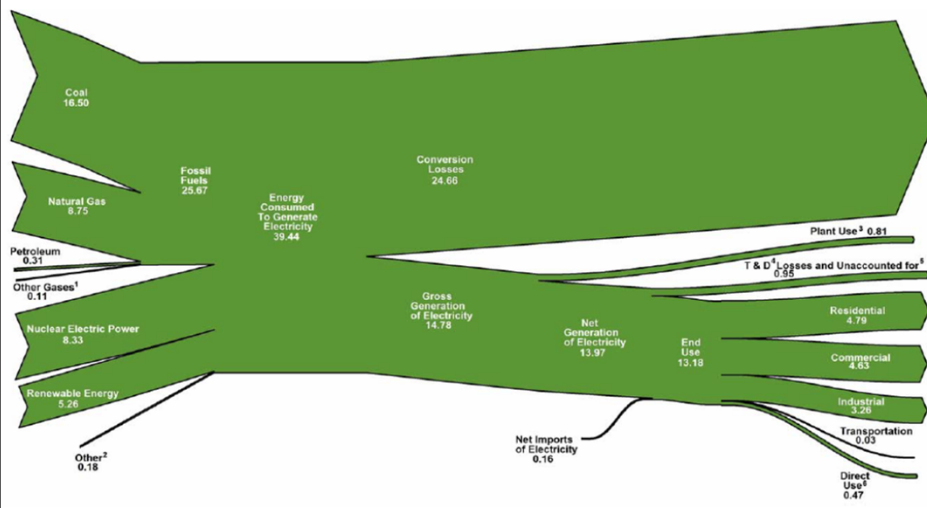 Coal
16.50
Natural Gas
8.75
Petroleum
0.31
Other Gases¹
0.11
Nuclear Electric Power
8.33
Renewable Energy
5.26
Other²
0.18
Fossil
Fuels
25.67
Energy
Consumed
To Generate
Electricity
39.44
Conversion
Losses
24.66
Gross
Generation
of Electricity
14.78
Net
Generation
of Electricity
13.97
Net Imports
of Electricity
0.16
End
Use
13.18
Plant Use³ 0.81
T & D⁴ Losses and Unaccounted for⁵
0.95
Residential
4.79
Commercial
4.63
Industrial
3.26
Transportation
0.03
Direct
Use⁶
0.47